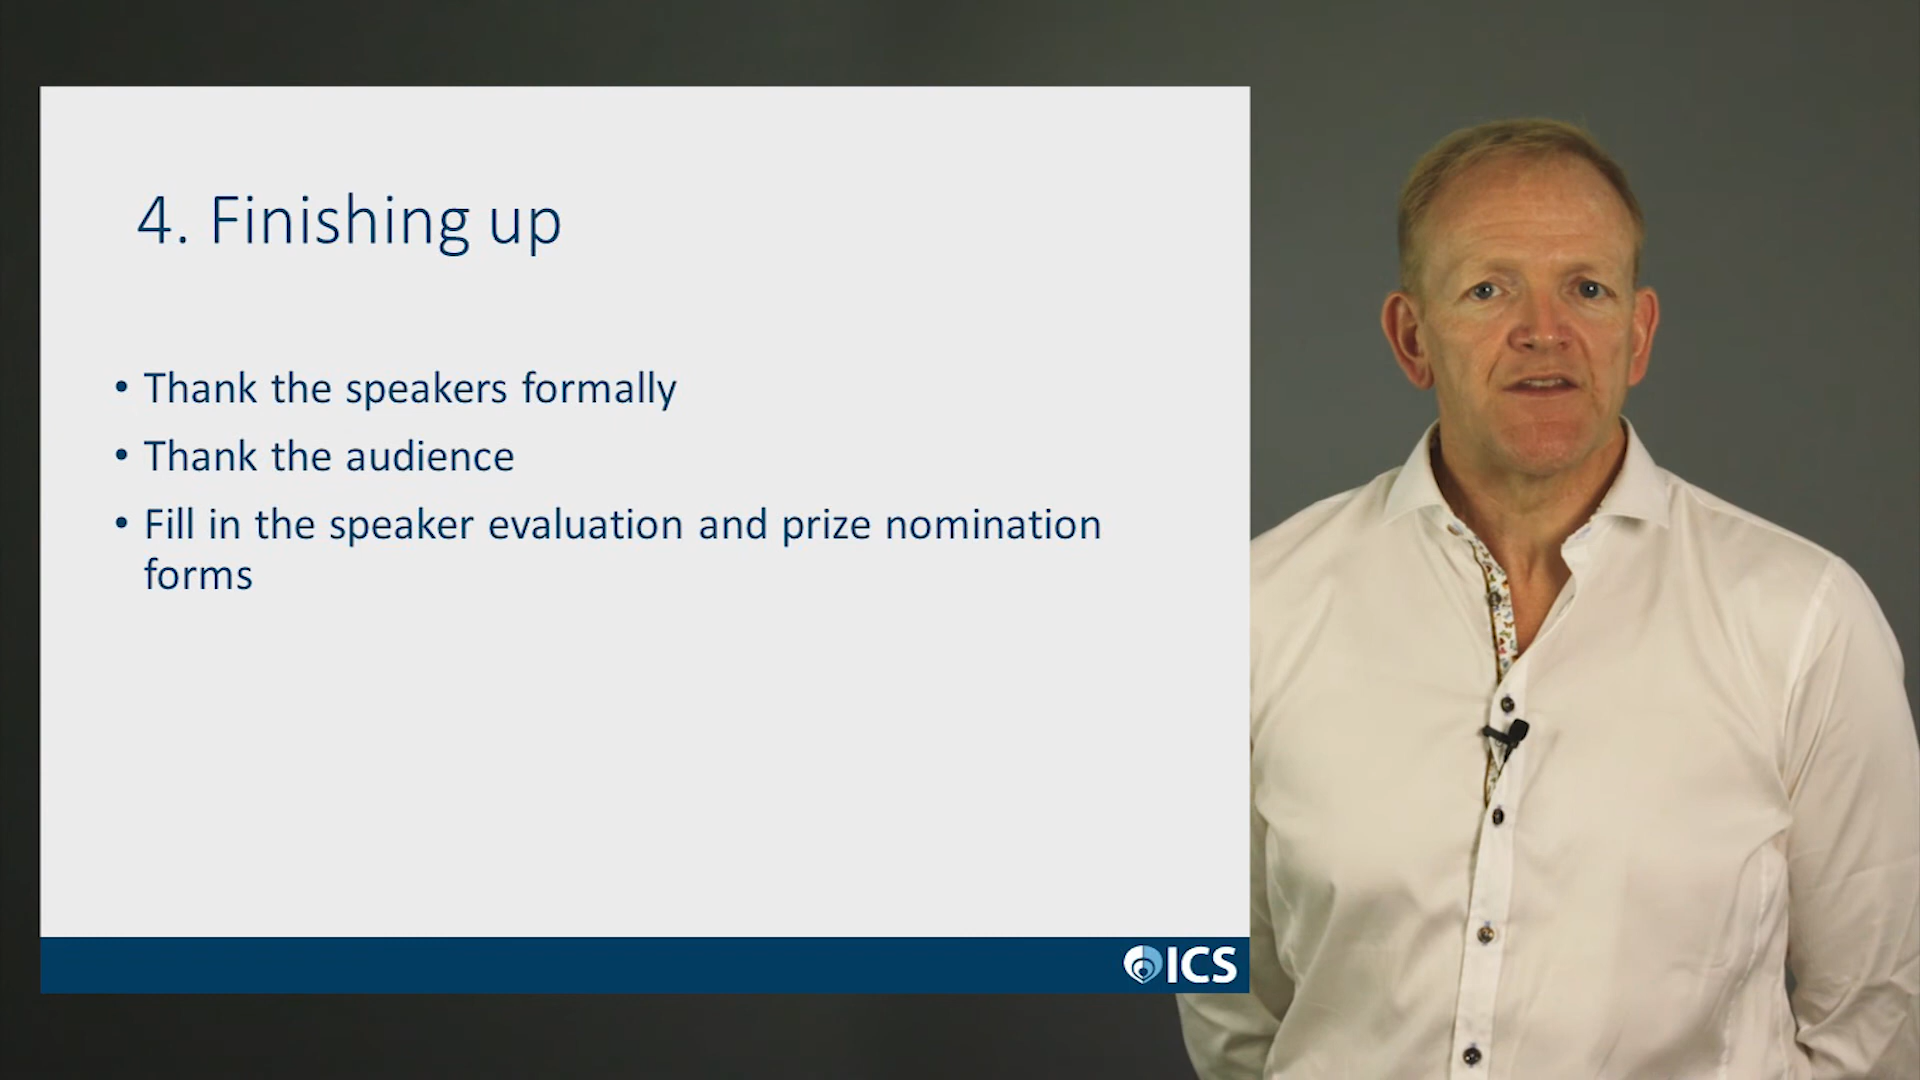 4. Finishing up
• Thank the speakers formally
• Thank the audience
• Fill in the speaker evaluation and prize nomination
forms
ICS